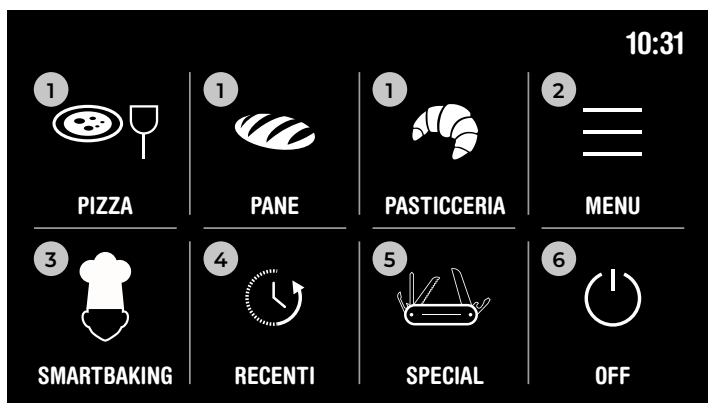 10:31
1 1 1 2
PIZZA PANE PASTICCERIA MENU
3 4 5 6
SMARTBAKING RECENTI SPECIAL OFF